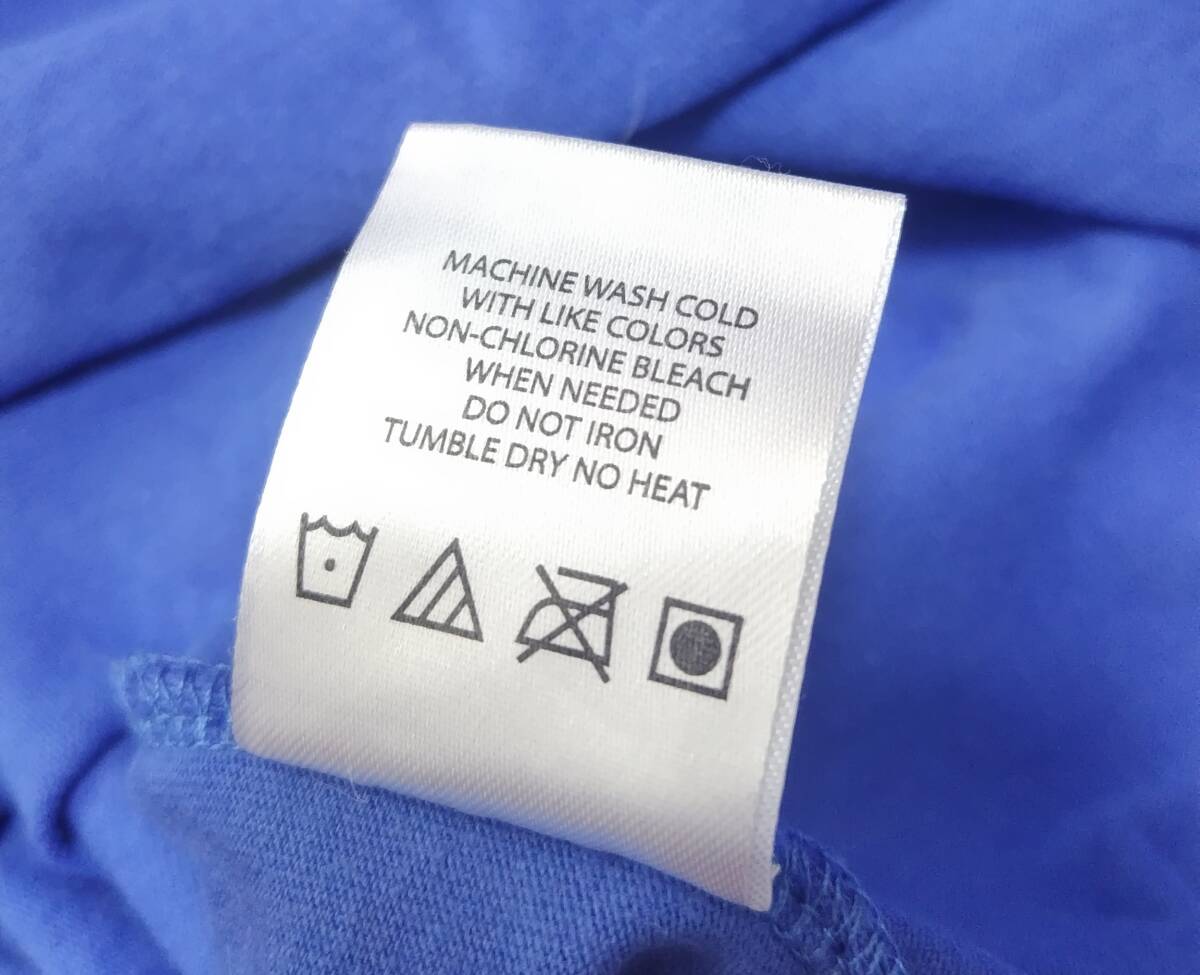 MACHINE WASH COLD
WITH LIKE COLORS
NON-CHLORINE BLEACH
WHEN NEEDED
DO NOT IRON
TUMBLE DRY NO HEAT